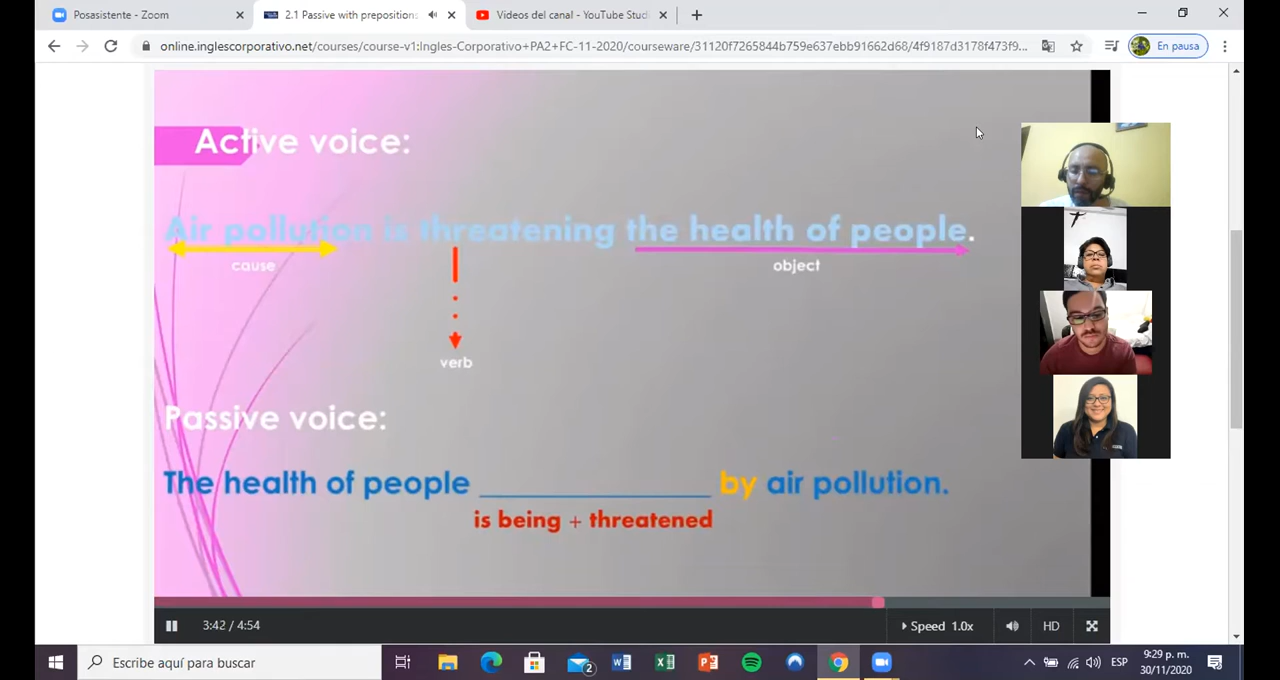 Posasistente - Zoom
2.1 Passive with prepositions
Videos del canal - YouTube Stud
online.inglescorporativo.net/courses/course-v1:Ingles-Corporativo+PA2+FC-11-2020/courseware/31120f7265844b759e637ebb91662d68/4f9187d3178f473f9...
En pausa
Active voice:
Air pollution is threatening the health of people.
cause
object
verb
Passive voice:
The health of people ____________ by air pollution.
is being + threatened
3:42 / 4:54
Speed 1.0x
HD
Escribe aquí para buscar
2
ESP
9:29 p. m.
30/11/2020